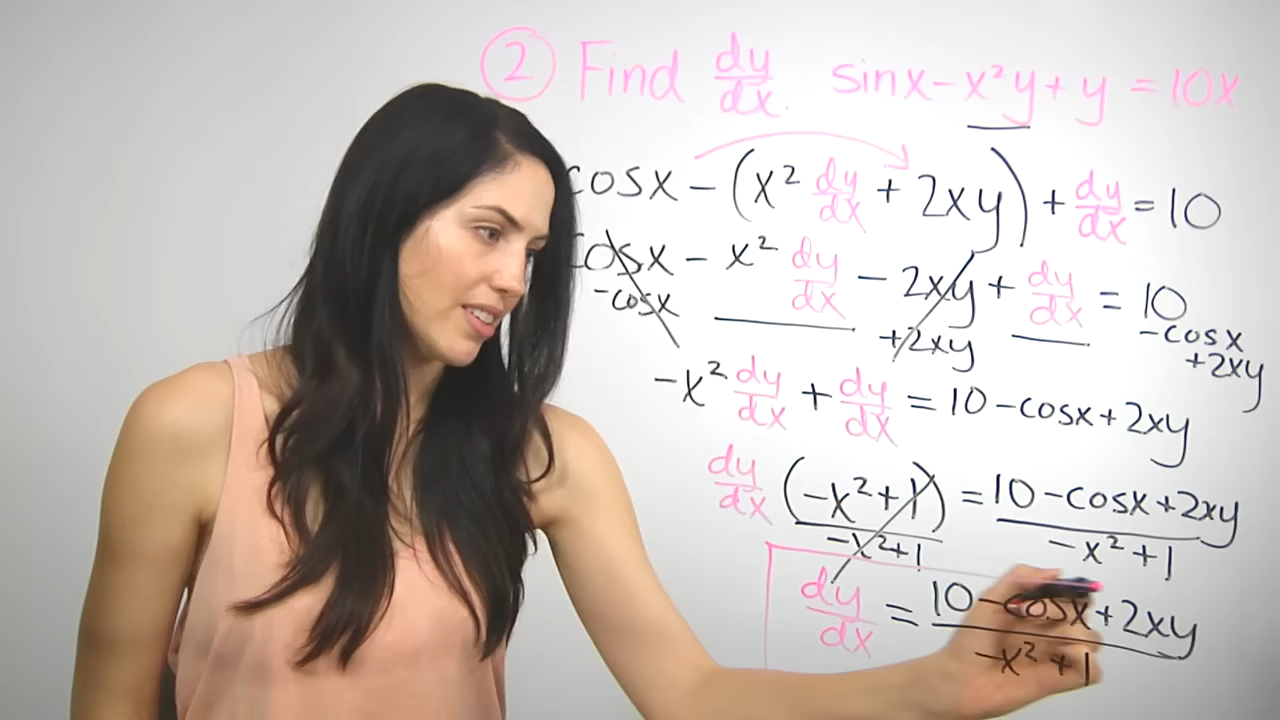 ② Find dy/dx sinx - x²y + y = 10x
cosx - (x² dy/dx + 2xy) + dy/dx = 10
cosx - x² dy/dx - 2xy + dy/dx = 10
-cosx +2xy -cosx
+2xy
-x² dy/dx + dy/dx = 10 - cosx + 2xy
dy/dx (-x² + 1) = 10 - cosx + 2xy
-x² + 1 -x² + 1
dy/dx = 10 - cosx + 2xy
-x² + 1